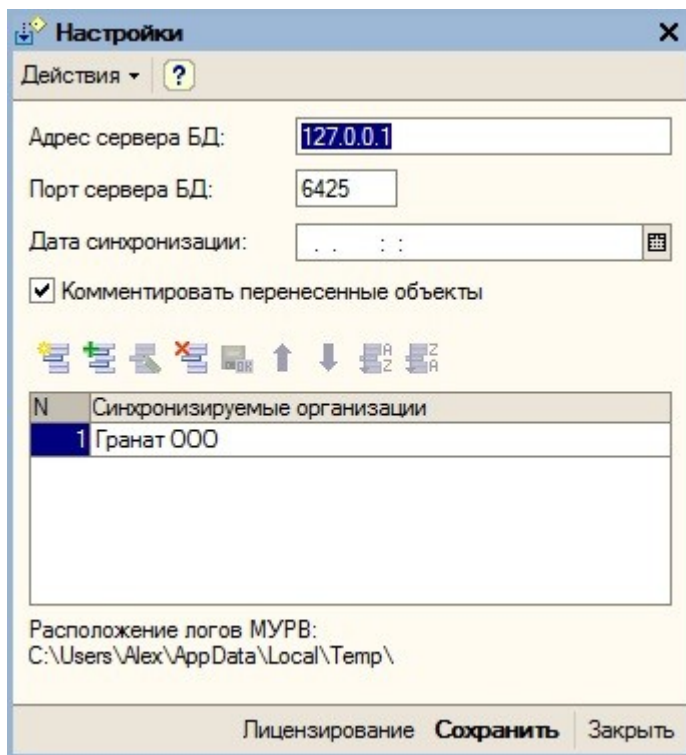 Настройки
Действия
Адрес сервера БД: 127.0.0.1
Порт сервера БД: 6425
Дата синхронизации: . . : :
Комментировать перенесенные объекты
N Синхронизируемые организации
1 Гранат ООО
Расположение логов МУРВ:
C:\Users\Alex\AppData\Local\Temp\
Лицензирование Сохранить Закрыть